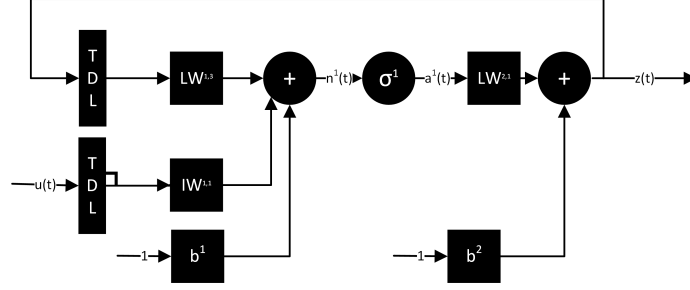 T
D
L
LW¹,³
+
n¹(t)
σ¹
a¹(t)
LW²,¹
+
z(t)
u(t)
T
D
L
IW¹,¹
1
b¹
1
b²